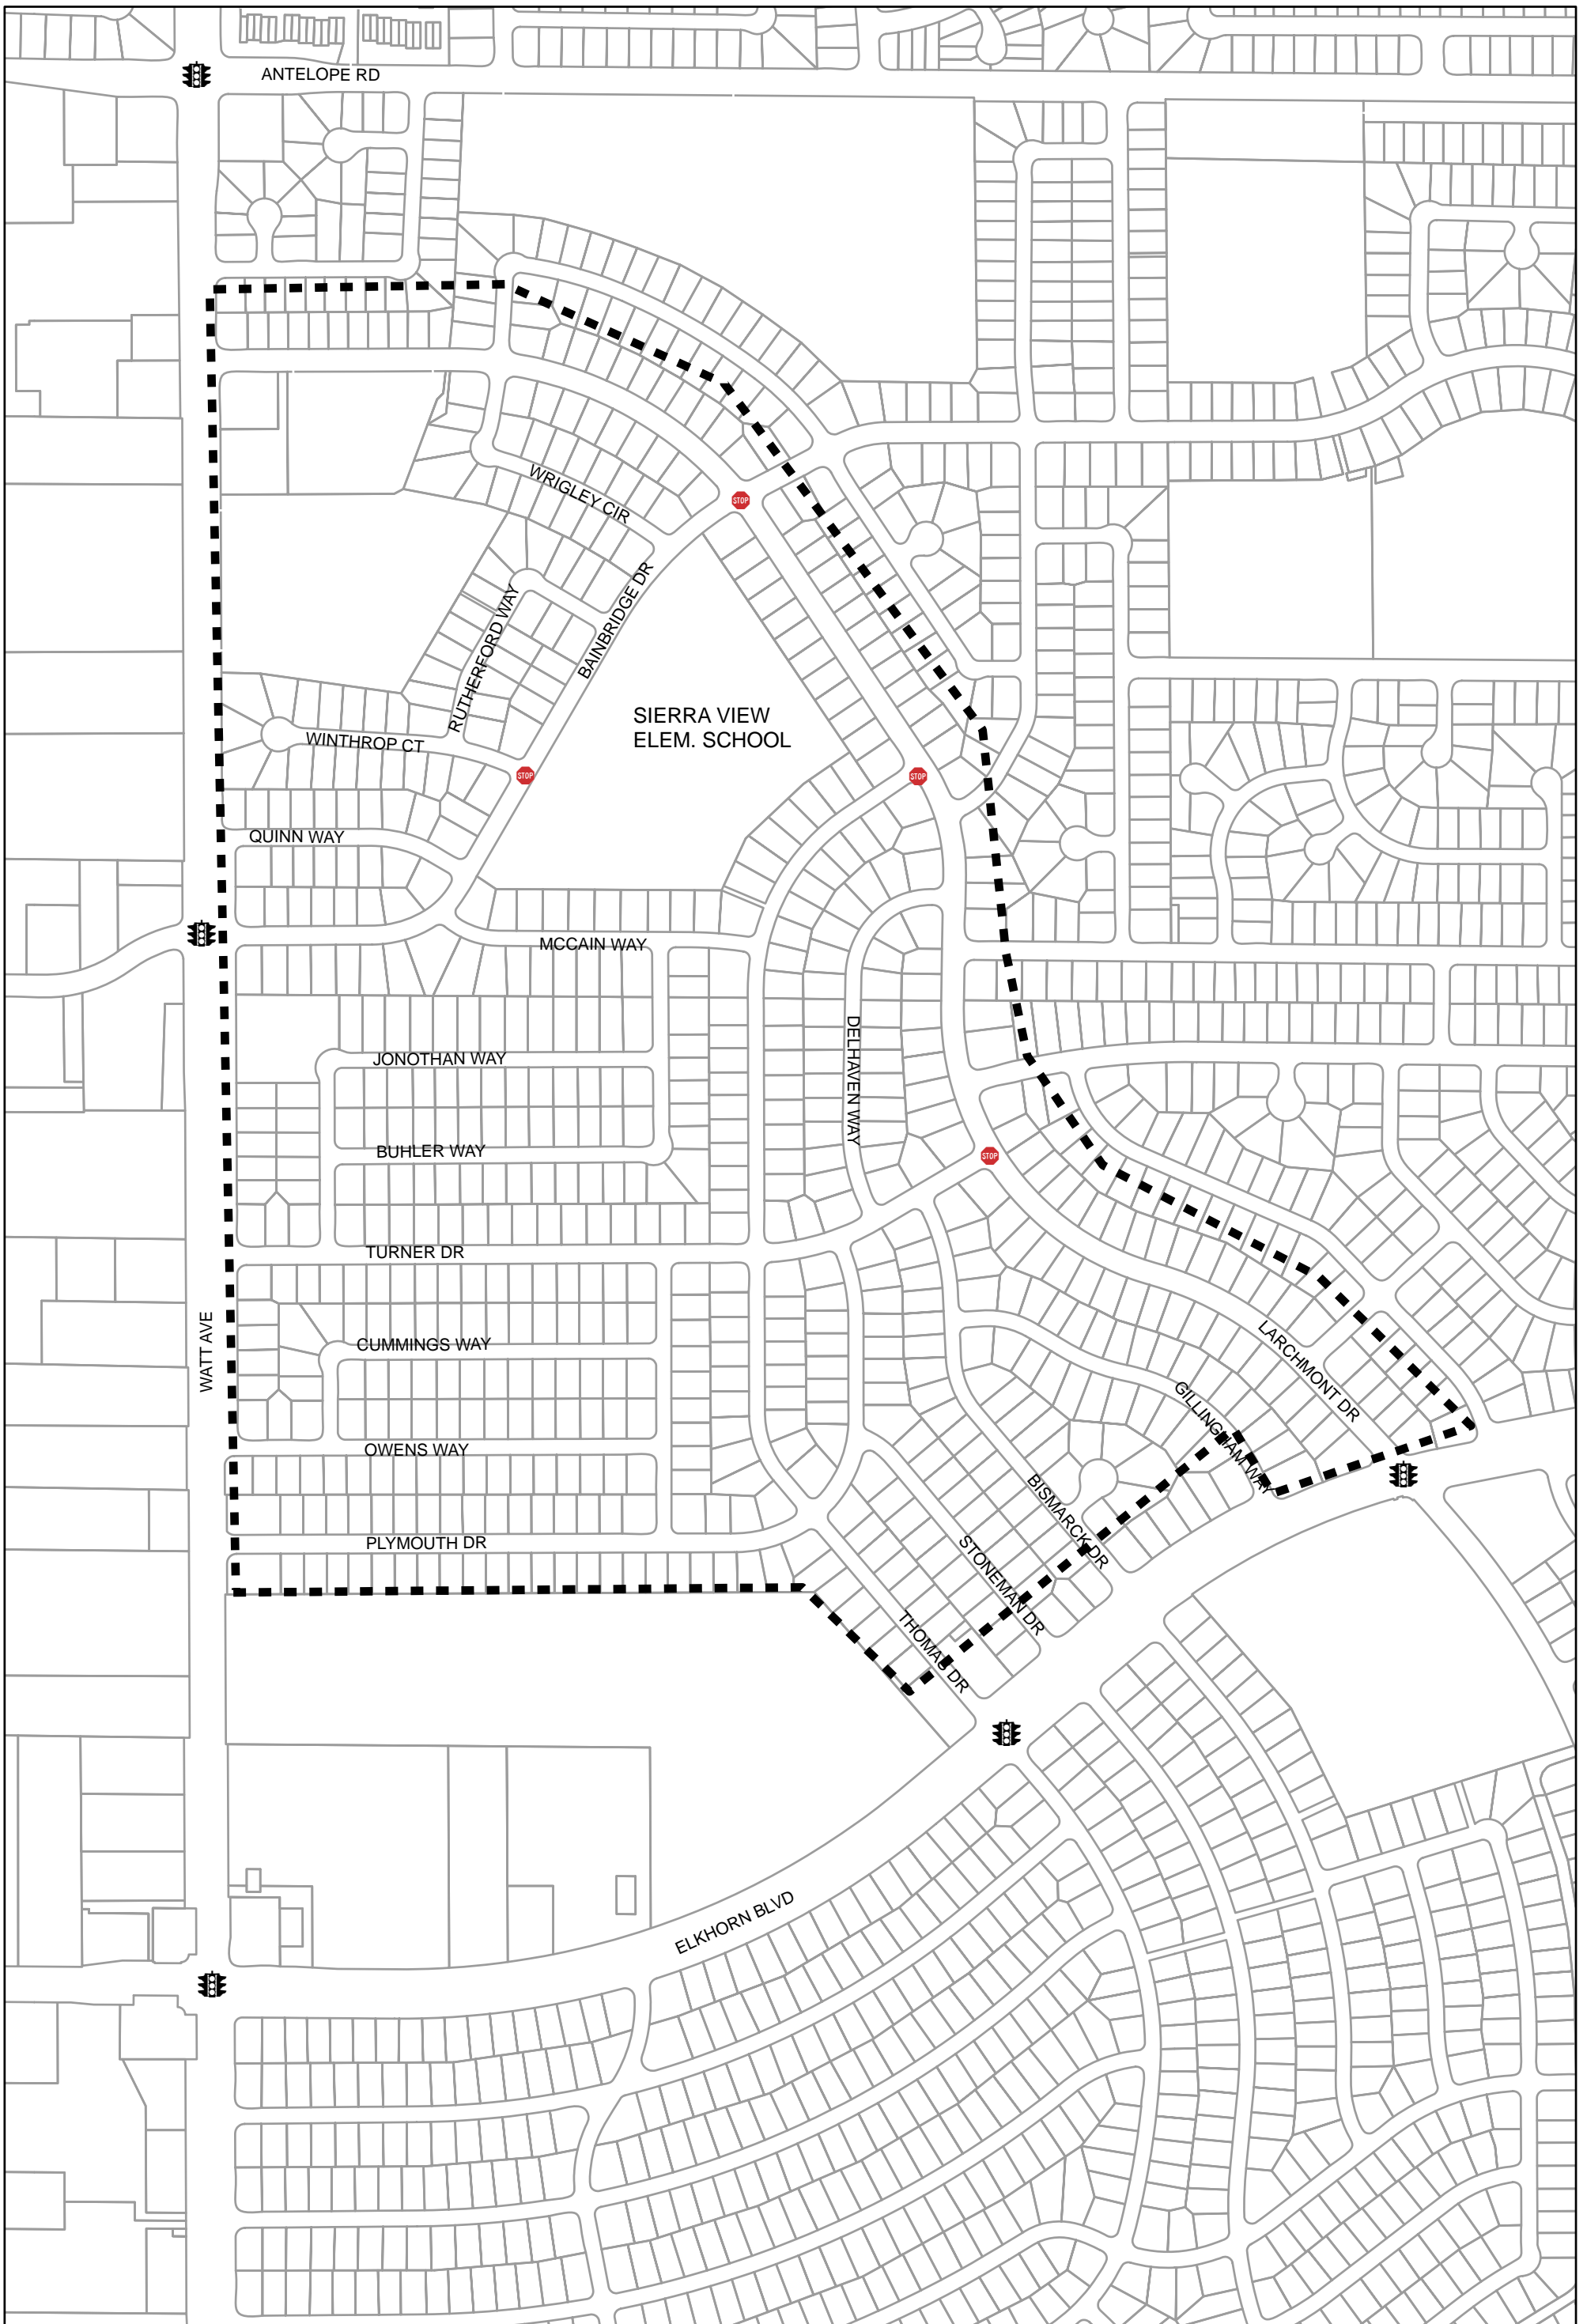 ANTELOPE RD
WRIGLEY CIR
STOP
BAINBRIDGE DR
RUTHERFORD WAY
SIERRA VIEW
ELEM. SCHOOL
WINTHROP CT
STOP
STOP
QUINN WAY
MCCAIN WAY
DELHAVEN WAY
JONOTHAN WAY
BUHLER WAY
STOP
TURNER DR
WATT AVE
CUMMINGS WAY
LARCHMONT DR
GILLINGHAM WAY
OWENS WAY
BISMARCK DR
PLYMOUTH DR
STONEMAN DR
THOMAS DR
ELKHORN BLVD